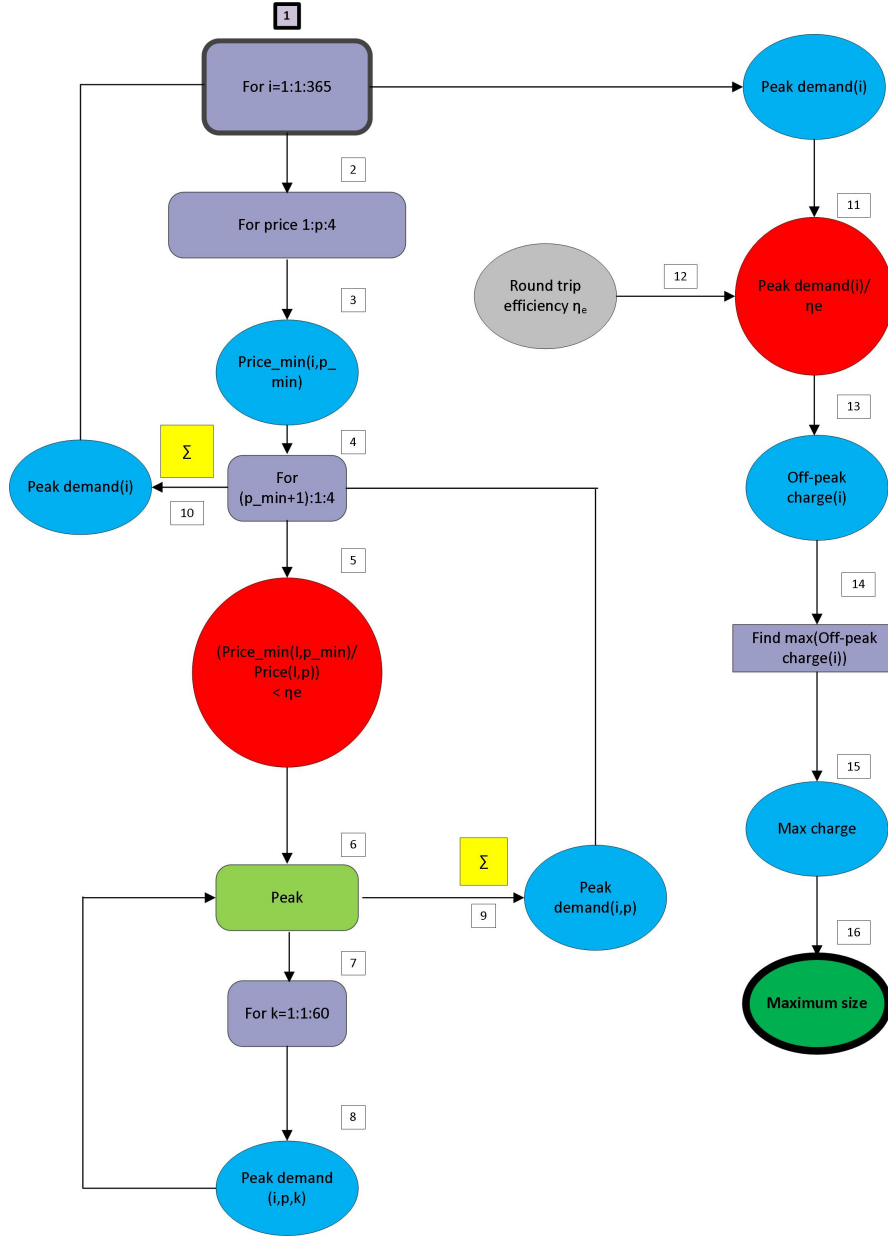 1
For i=1:1:365
Peak demand(i)
2
For price 1:p:4
11
12
Round trip
efficiency ηₑ
Peak demand(i)/
ηe
3
Price_min(i,p_
min)
13
4
Σ
For
(p_min+1):1:4
Peak demand(i)
10
Off-peak
charge(i)
5
14
(Price_min(I,p_min)/
Price(I,p))
< ηe
Find max(Off-peak
charge(i))
15
Max charge
6
Σ
Peak
9
Peak
demand(i,p)
16
7
Maximum size
For k=1:1:60
8
Peak demand
(i,p,k)